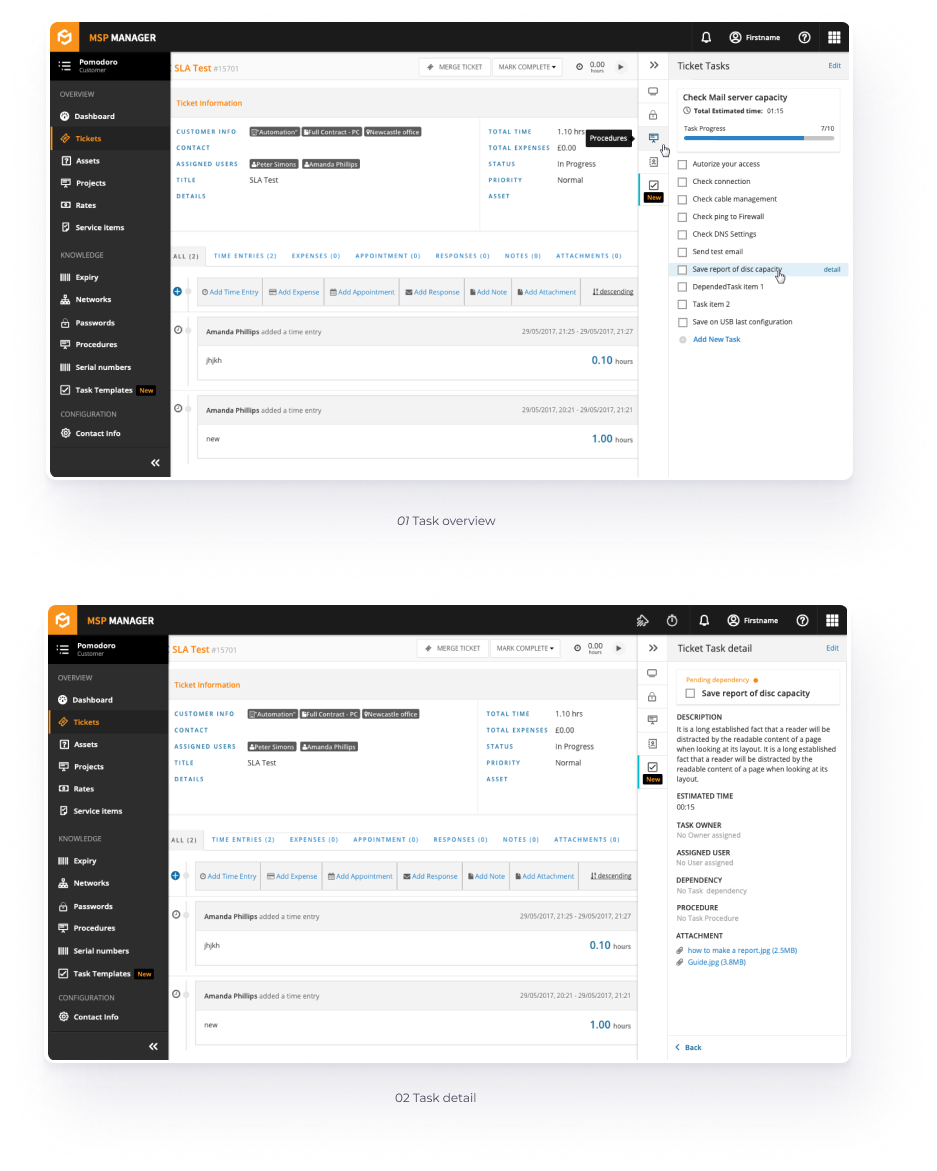 MSP MANAGER
Firstname
Pomodoro
Customer
OVERVIEW
Dashboard
Tickets
Assets
Projects
Rates
Service items
KNOWLEDGE
Expiry
Networks
Passwords
Procedures
Serial numbers
Task Templates New
CONFIGURATION
Contact Info
SLA Test #15701
MERGE TICKET
MARK COMPLETE
0.00
hours
Ticket Information
CUSTOMER INFO "Automation" Full Contract - PC Newcastle office
CONTACT
ASSIGNED USERS Peter Simons Amanda Phillips
TITLE SLA Test
DETAILS
TOTAL TIME 1.10 hrs
TOTAL EXPENSES £0.00
STATUS In Progress
PRIORITY Normal
ASSET
Procedures
New
ALL (2) TIME ENTRIES (2) EXPENSES (0) APPOINTMENT (0) RESPONSES (0) NOTES (0) ATTACHMENTS (0)
Add Time Entry Add Expense Add Appointment Add Response Add Note Add Attachment descending
Amanda Phillips added a time entry 29/05/2017, 21:25 - 29/05/2017, 21:27
jhjkh 0.10 hours
Amanda Phillips added a time entry 29/05/2017, 20:21 - 29/05/2017, 21:21
new 1.00 hours
Ticket Tasks Edit
Check Mail server capacity
Total Estimated time: 01:15
Task Progress 7/10
Autorize your access
Check connection
Check cable management
Check ping to Firewall
Check DNS Settings
Send test email
Save report of disc capacity detail
DependedTask item 1
Task item 2
Save on USB last configuration
Add New Task
01 Task overview
MSP MANAGER
Firstname
Pomodoro
Customer
OVERVIEW
Dashboard
Tickets
Assets
Projects
Rates
Service items
KNOWLEDGE
Expiry
Networks
Passwords
Procedures
Serial numbers
Task Templates New
CONFIGURATION
Contact Info
SLA Test #15701
MERGE TICKET
MARK COMPLETE
0.00
hours
Ticket Information
CUSTOMER INFO "Automation" Full Contract - PC Newcastle office
CONTACT
ASSIGNED USERS Peter Simons Amanda Phillips
TITLE SLA Test
DETAILS
TOTAL TIME 1.10 hrs
TOTAL EXPENSES £0.00
STATUS In Progress
PRIORITY Normal
ASSET
New
ALL (2) TIME ENTRIES (2) EXPENSES (0) APPOINTMENT (0) RESPONSES (0) NOTES (0) ATTACHMENTS (0)
Add Time Entry Add Expense Add Appointment Add Response Add Note Add Attachment descending
Amanda Phillips added a time entry 29/05/2017, 21:25 - 29/05/2017, 21:27
jhjkh 0.10 hours
Amanda Phillips added a time entry 29/05/2017, 20:21 - 29/05/2017, 21:21
new 1.00 hours
Ticket Task detail Edit
Pending dependency
Save report of disc capacity
DESCRIPTION
It is a long established fact that a reader will be
distracted by the readable content of a page
when looking at its layout. It is a long established
fact that a reader will be distracted by the
readable content of a page when looking at its
layout.
ESTIMATED TIME
00:15
TASK OWNER
No Owner assigned
ASSIGNED USER
No User assigned
DEPENDENCY
No Task dependency
PROCEDURE
No Task Procedure
ATTACHMENT
how to make a report.jpg (2.5MB)
Guide.jpg (3.8MB)
Back
02 Task detail